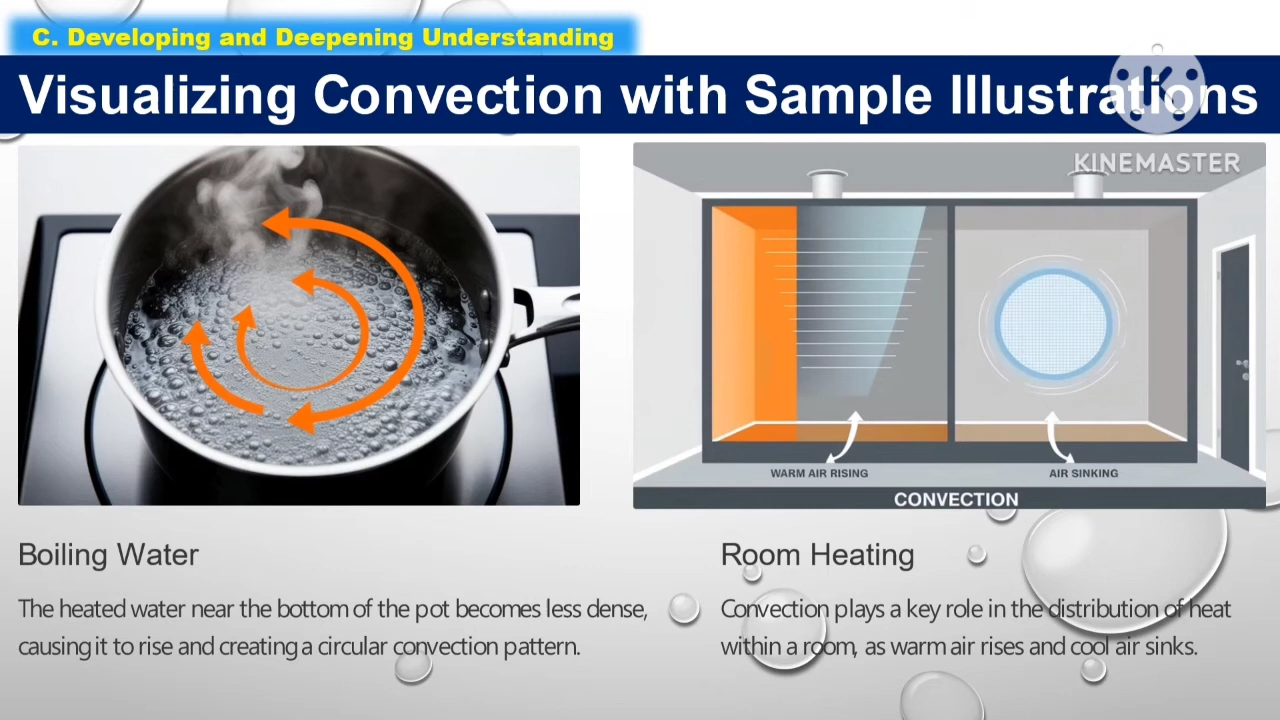 C. Developing and Deepening Understanding
Visualizing Convection with Sample Illustrations
KINEMASTER
WARM AIR RISING
AIR SINKING
CONVECTION
Boiling Water
The heated water near the bottom of the pot becomes less dense,
causing it to rise and creating a circular convection pattern.
Room Heating
Convection plays a key role in the distribution of heat
within a room, as warm air rises and cool air sinks.